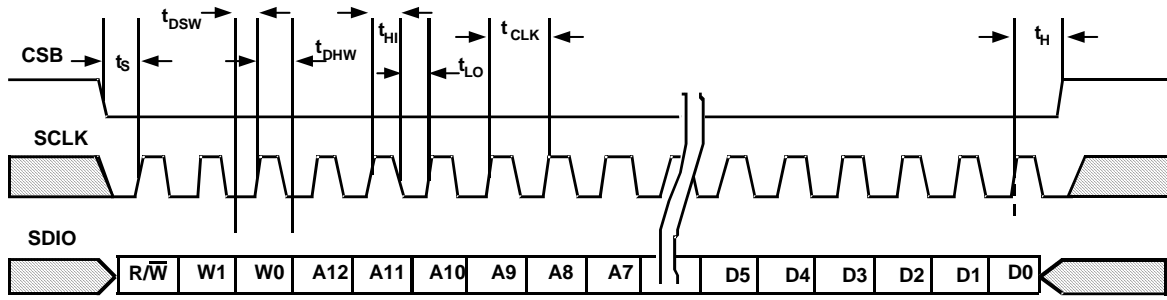 tDSW
tHI
tCLK
tH
CSB
tS
tDHW
tLO
SCLK
SDIO
R/W̅ W1 W0 A12 A11 A10 A9 A8 A7 D5 D4 D3 D2 D1 D0